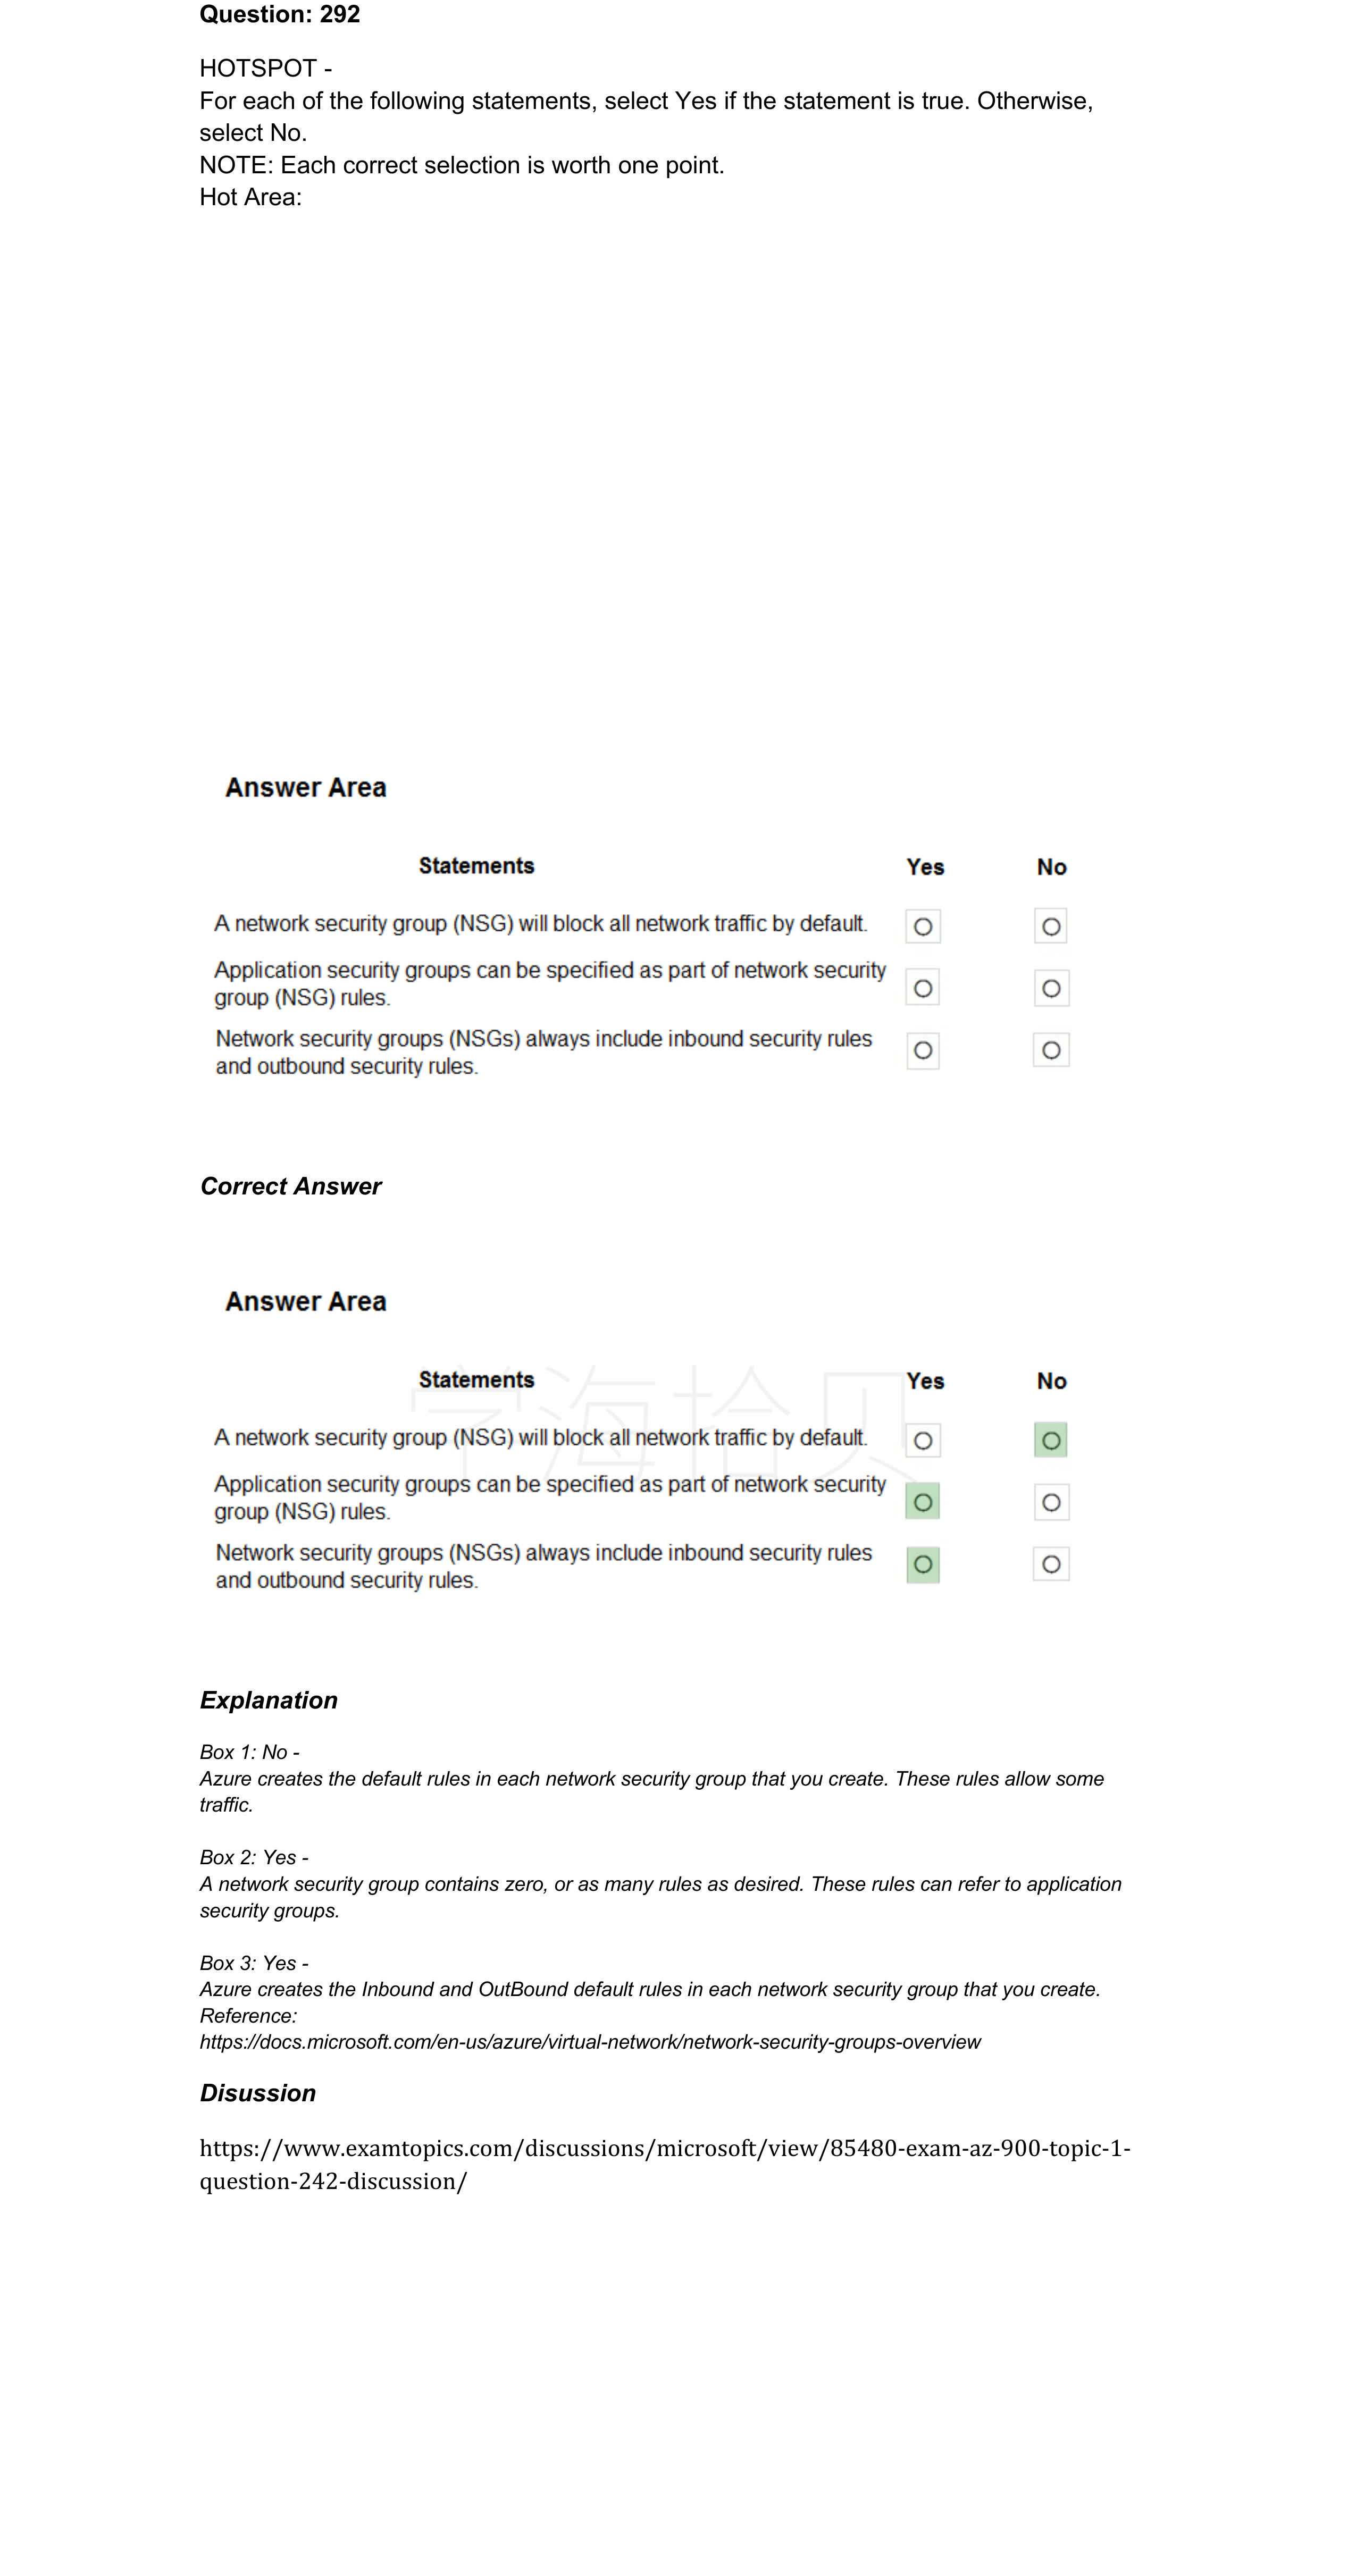 Question: 292
HOTSPOT -
For each of the following statements, select Yes if the statement is true. Otherwise,
select No.
NOTE: Each correct selection is worth one point.
Hot Area:
Answer Area
Statements Yes No
A network security group (NSG) will block all network traffic by default.
Application security groups can be specified as part of network security
group (NSG) rules.
Network security groups (NSGs) always include inbound security rules
and outbound security rules.
Correct Answer
Answer Area
学海拾贝
Statements Yes No
A network security group (NSG) will block all network traffic by default.
Application security groups can be specified as part of network security
group (NSG) rules.
Network security groups (NSGs) always include inbound security rules
and outbound security rules.
Explanation
Box 1: No -
Azure creates the default rules in each network security group that you create. These rules allow some
traffic.
Box 2: Yes -
A network security group contains zero, or as many rules as desired. These rules can refer to application
security groups.
Box 3: Yes -
Azure creates the Inbound and OutBound default rules in each network security group that you create.
Reference:
https://docs.microsoft.com/en-us/azure/virtual-network/network-security-groups-overview
Disussion
https://www.examtopics.com/discussions/microsoft/view/85480-exam-az-900-topic-1-
question-242-discussion/